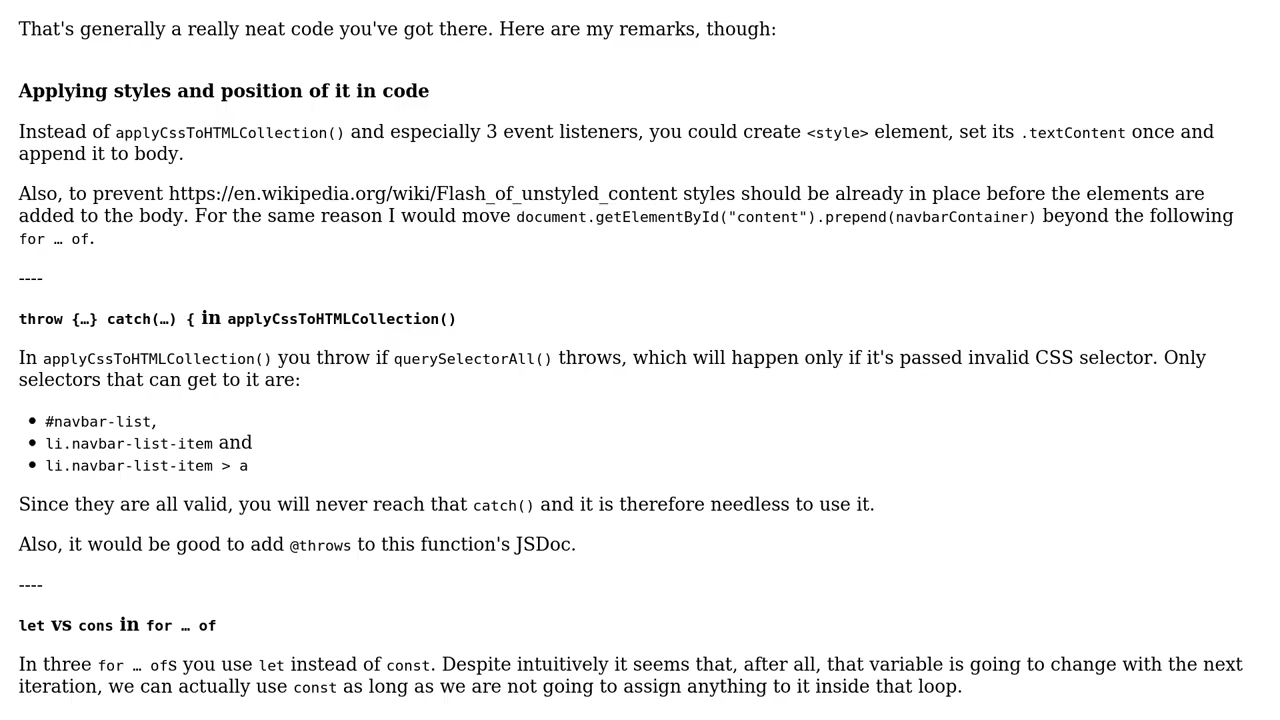 That's generally a really neat code you've got there. Here are my remarks, though:
Applying styles and position of it in code
Instead of applyCssToHTMLCollection() and especially 3 event listeners, you could create <style> element, set its .textContent once and
append it to body.
Also, to prevent https://en.wikipedia.org/wiki/Flash_of_unstyled_content styles should be already in place before the elements are
added to the body. For the same reason I would move document.getElementById("content").prepend(navbarContainer) beyond the following
for … of.
----
throw {…} catch(…) { in applyCssToHTMLCollection()
In applyCssToHTMLCollection() you throw if querySelectorAll() throws, which will happen only if it's passed invalid CSS selector. Only
selectors that can get to it are:
• #navbar-list,
• li.navbar-list-item and
• li.navbar-list-item > a
Since they are all valid, you will never reach that catch() and it is therefore needless to use it.
Also, it would be good to add @throws to this function's JSDoc.
----
let vs cons in for … of
In three for … ofs you use let instead of const. Despite intuitively it seems that, after all, that variable is going to change with the next
iteration, we can actually use const as long as we are not going to assign anything to it inside that loop.